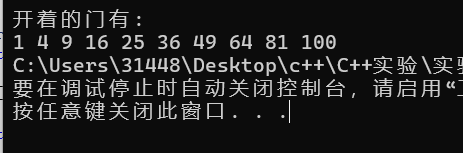 开着的门有:
1 4 9 16 25 36 49 64 81 100
C:\Users\31448\Desktop\c++\C++实验\实
要在调试停止时自动关闭控制台，请启用“
按任意键关闭此窗口. . .